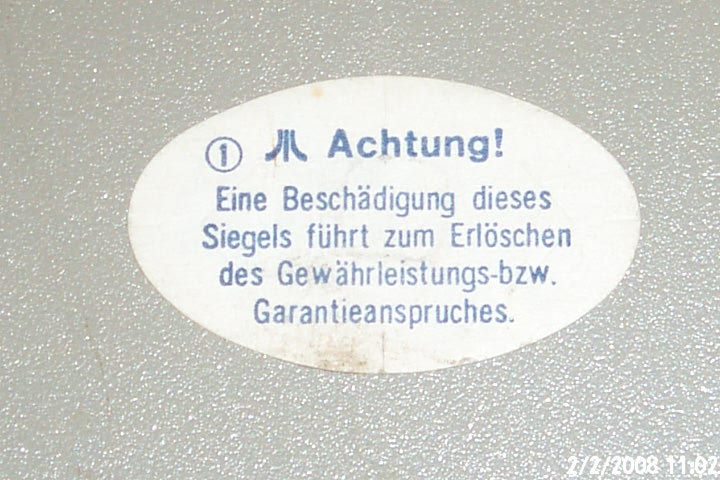 ① Achtung!
Eine Beschädigung dieses
Siegels führt zum Erlöschen
des Gewährleistungs-bzw.
Garantieanspruches.
2/2/2008 11:02